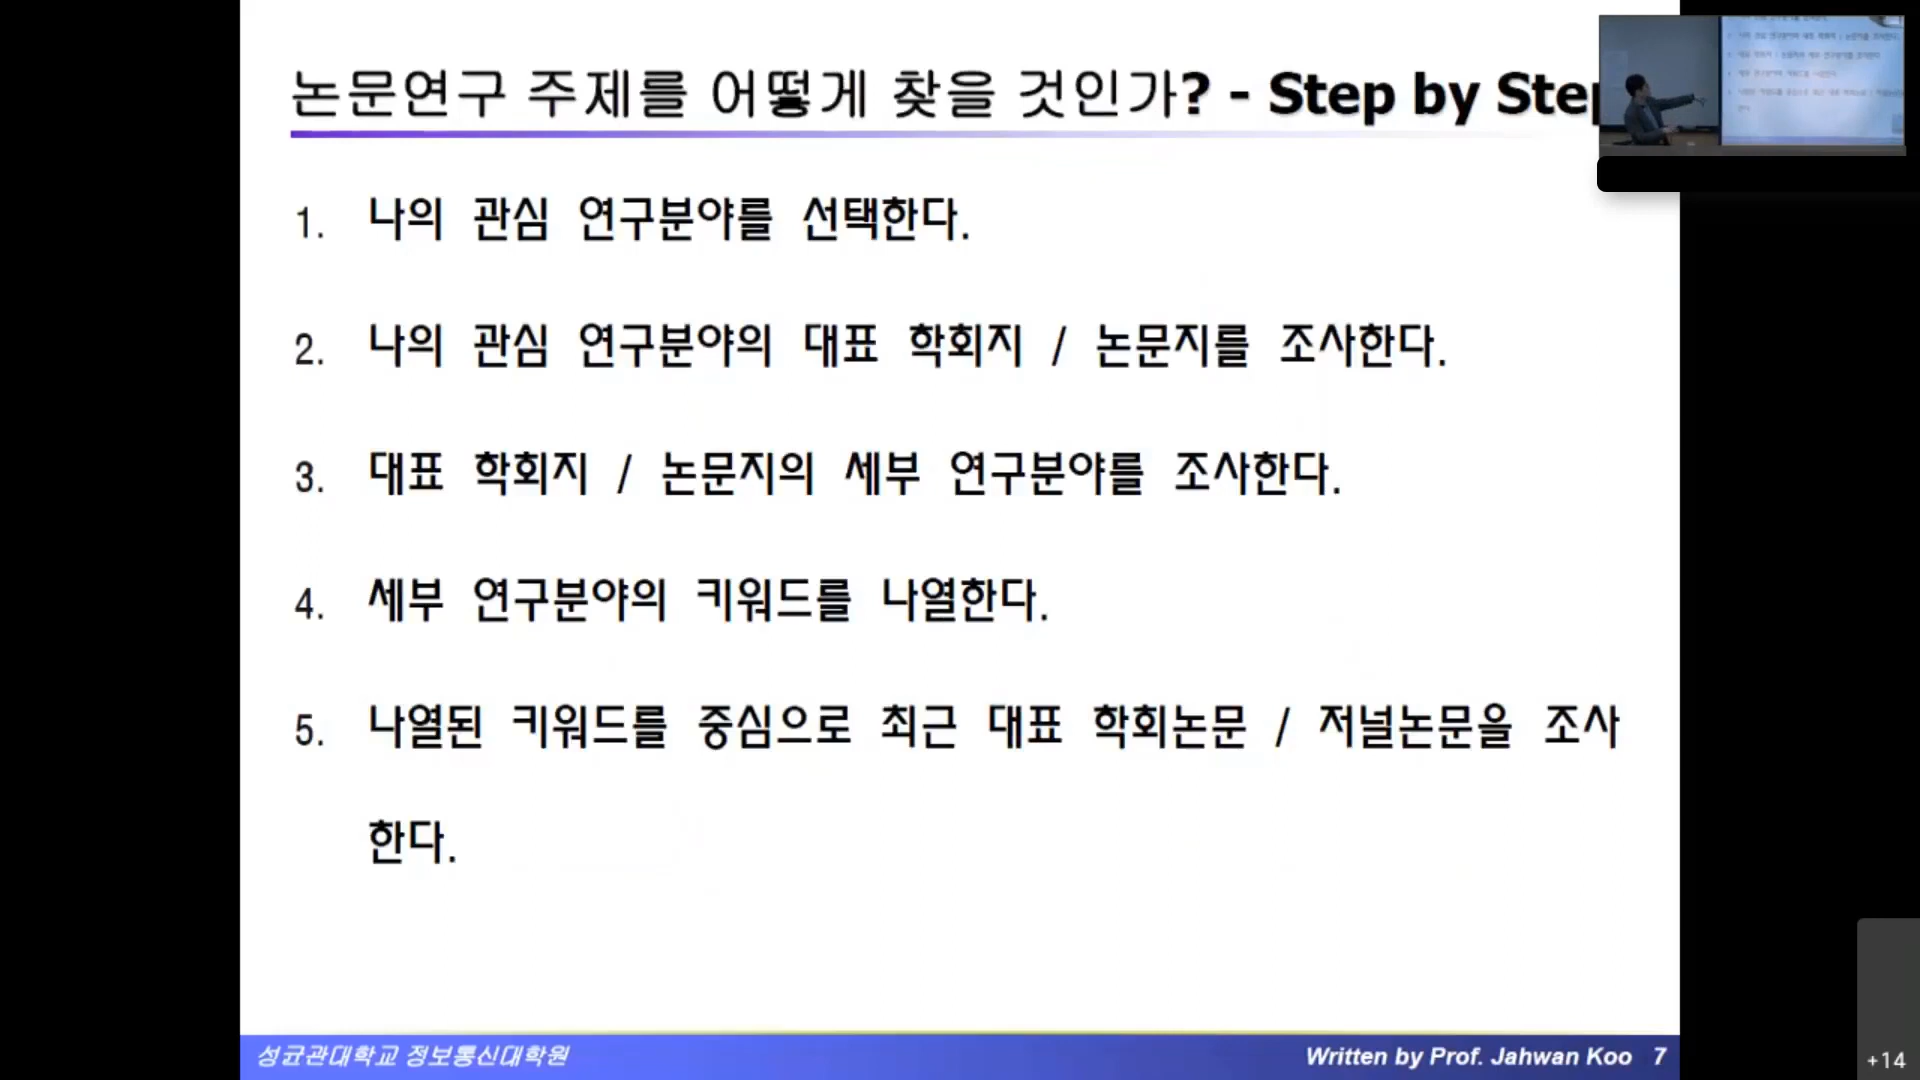 논문연구 주제를 어떻게 찾을 것인가? - Step by Step
1. 나의 관심 연구분야를 선택한다.
2. 나의 관심 연구분야의 대표 학회지 / 논문지를 조사한다.
3. 대표 학회지 / 논문지의 세부 연구분야를 조사한다.
4. 세부 연구분야의 키워드를 나열한다.
5. 나열된 키워드를 중심으로 최근 대표 학회논문 / 저널논문을 조사
한다.
성균관대학교 정보통신대학원
Written by Prof. Jahwan Koo 7
+14